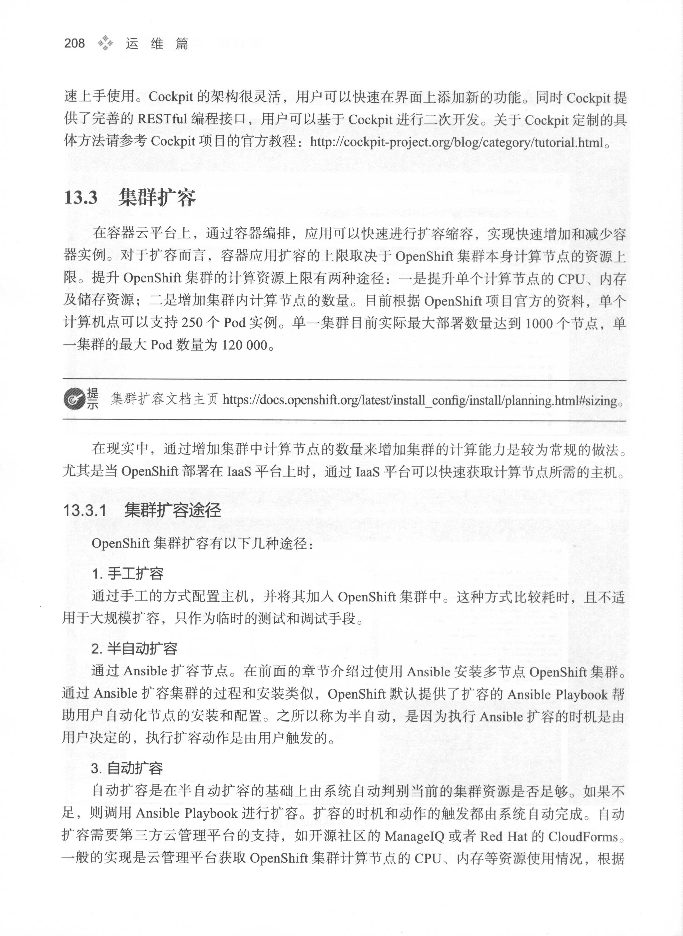 208 运 维 篇
速上手使用。Cockpit 的架构很灵活，用户可以快速在界面上添加新的功能。同时 Cockpit 提
供了完善的 RESTful 编程接口，用户可以基于 Cockpit 进行二次开发。关于 Cockpit 定制的具
体方法请参考 Cockpit 项目的官方教程：http://cockpit-project.org/blog/category/tutorial.html。
13.3 集群扩容
在容器云平台上，通过容器编排，应用可以快速进行扩容缩容，实现快速增加和减少容
器实例。对于扩容而言，容器应用扩容的上限取决于 OpenShift 集群本身计算节点的资源上
限。提升 OpenShift 集群的计算资源上限有两种途径：一是提升单个计算节点的 CPU、内存
及储存资源；二是增加集群内计算节点的数量。目前根据 OpenShift 项目官方的资料，单个
计算机点可以支持 250 个 Pod 实例。单一集群目前实际最大部署数量达到 1000 个节点，单
一集群的最大 Pod 数量为 120 000。
提示 集群扩容文档主页 https://docs.openshift.org/latest/install_config/install/planning.html#sizing。
在现实中，通过增加集群中计算节点的数量来增加集群的计算能力是较为常规的做法。
尤其是当 OpenShift 部署在 IaaS 平台上时，通过 IaaS 平台可以快速获取计算节点所需的主机。
13.3.1 集群扩容途径
OpenShift 集群扩容有以下几种途径：
1. 手工扩容
通过手工的方式配置主机，并将其加入 OpenShift 集群中。这种方式比较耗时，且不适
用于大规模扩容，只作为临时的测试和调试手段。
2. 半自动扩容
通过 Ansible 扩容节点。在前面的章节介绍过使用 Ansible 安装多节点 OpenShift 集群。
通过 Ansible 扩容集群的过程和安装类似，OpenShift 默认提供了扩容的 Ansible Playbook 帮
助用户自动化节点的安装和配置。之所以称为半自动，是因为执行 Ansible 扩容的时机是由
用户决定的，执行扩容动作是由用户触发的。
3. 自动扩容
自动扩容是在半自动扩容的基础上由系统自动判别当前的集群资源是否足够。如果不
足，则调用 Ansible Playbook 进行扩容。扩容的时机和动作的触发都由系统自动完成。自动
扩容需要第三方云管理平台的支持，如开源社区的 ManageIQ 或者 Red Hat 的 CloudForms。
一般的实现是云管理平台获取 OpenShift 集群计算节点的 CPU、内存等资源使用情况，根据